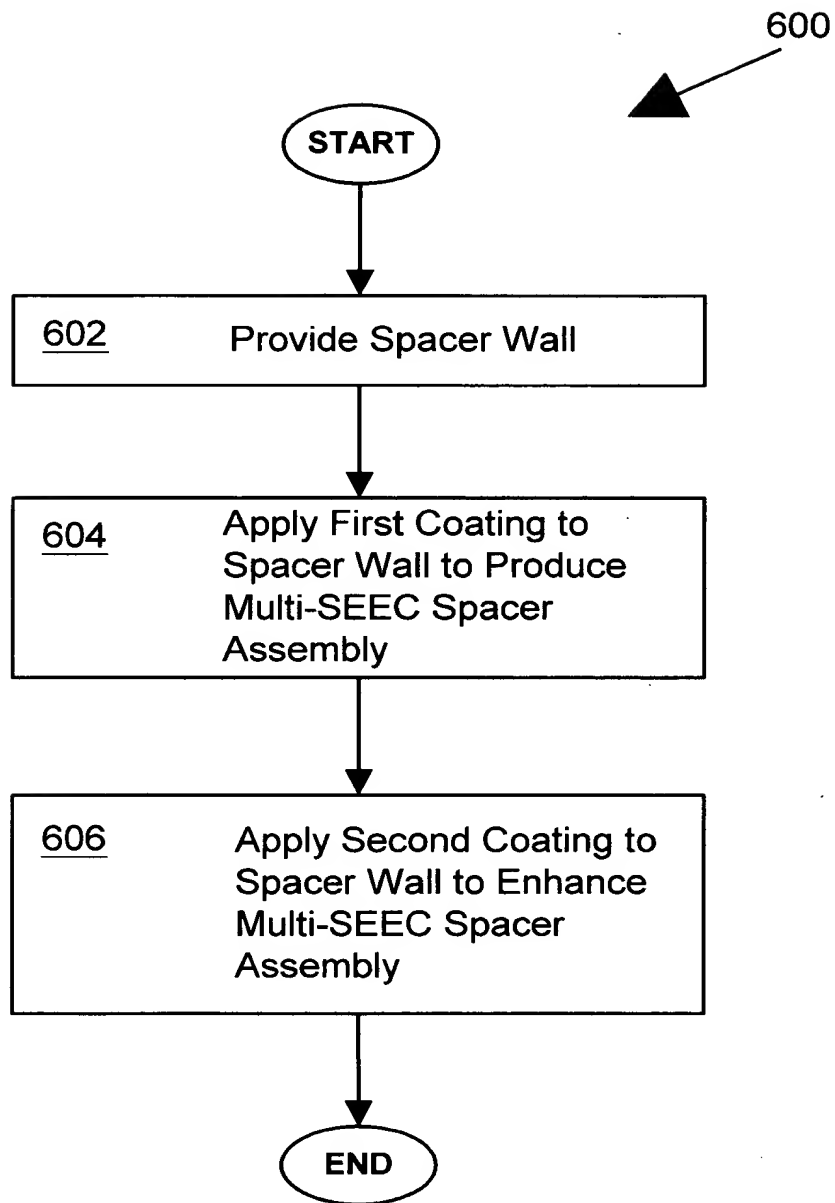 600
START
602 Provide Spacer Wall
604 Apply First Coating to
Spacer Wall to Produce
Multi-SEEC Spacer
Assembly
606 Apply Second Coating to
Spacer Wall to Enhance
Multi-SEEC Spacer
Assembly
END